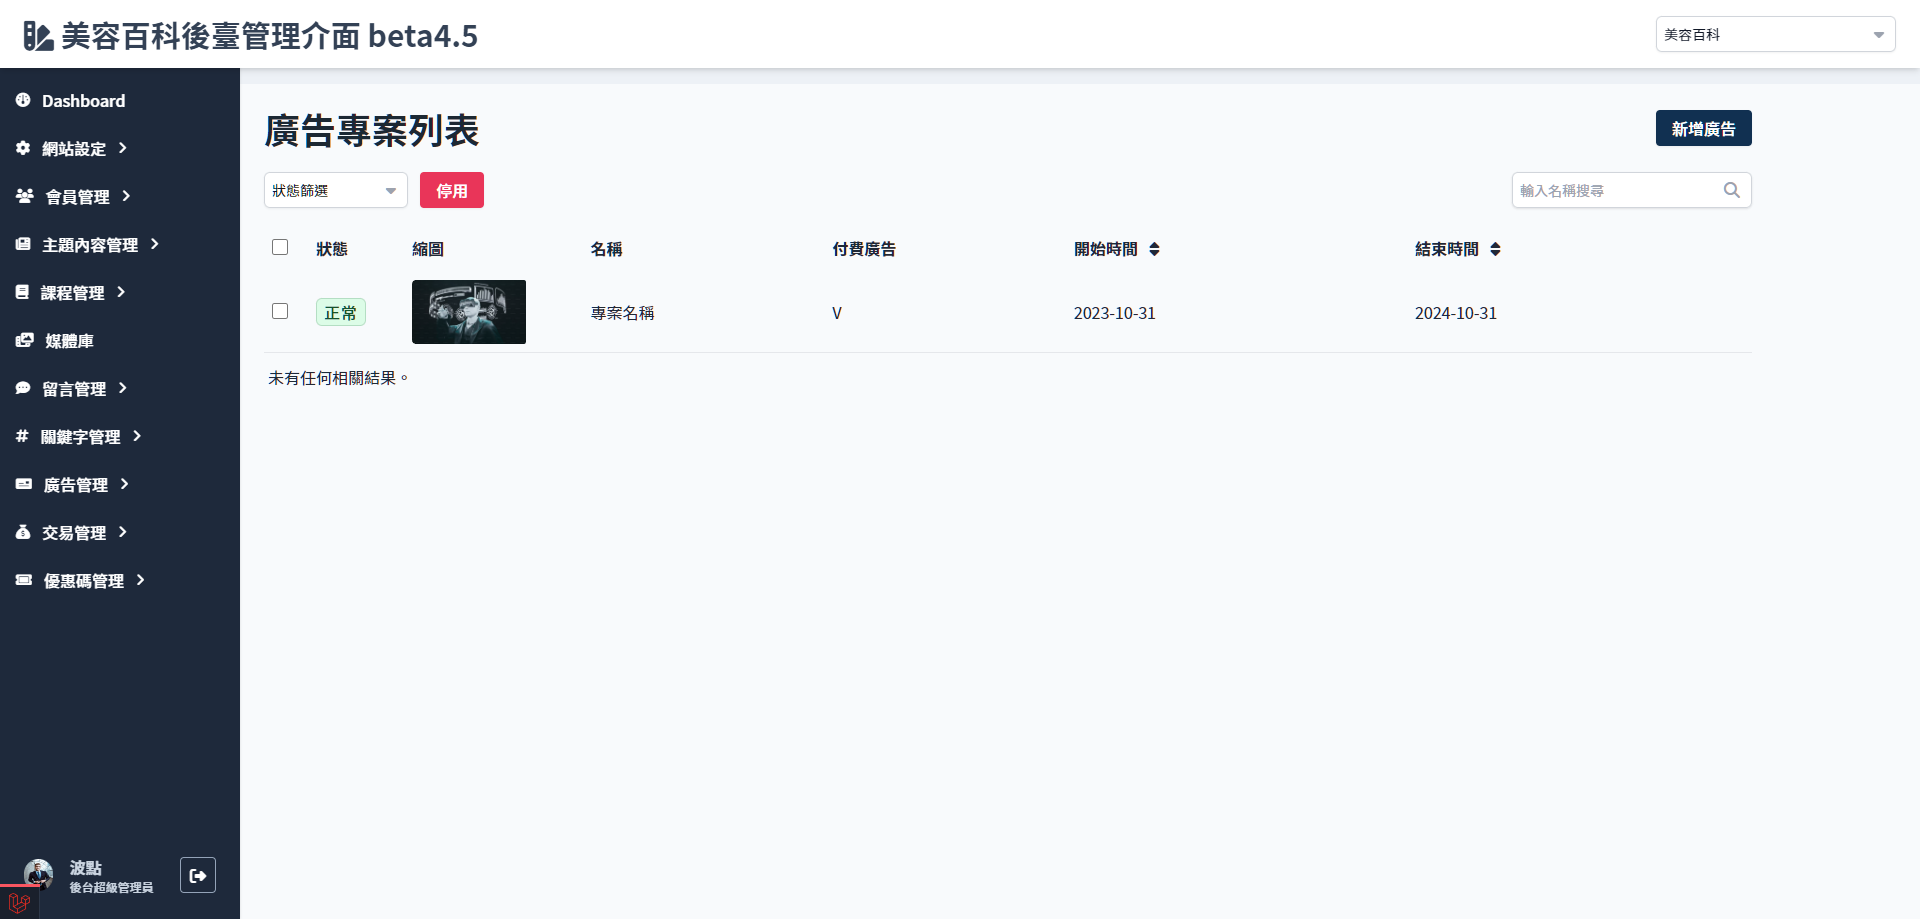 美容百科後臺管理介面 beta4.5
美容百科
Dashboard
網站設定
會員管理
主題內容管理
課程管理
媒體庫
留言管理
關鍵字管理
廣告管理
交易管理
優惠碼管理
波點
後台超級管理員
廣告專案列表
新增廣告
狀態篩選
停用
輸入名稱搜尋
狀態 縮圖 名稱 付費廣告 開始時間 結束時間
正常 專案名稱 V 2023-10-31 2024-10-31
未有任何相關結果。